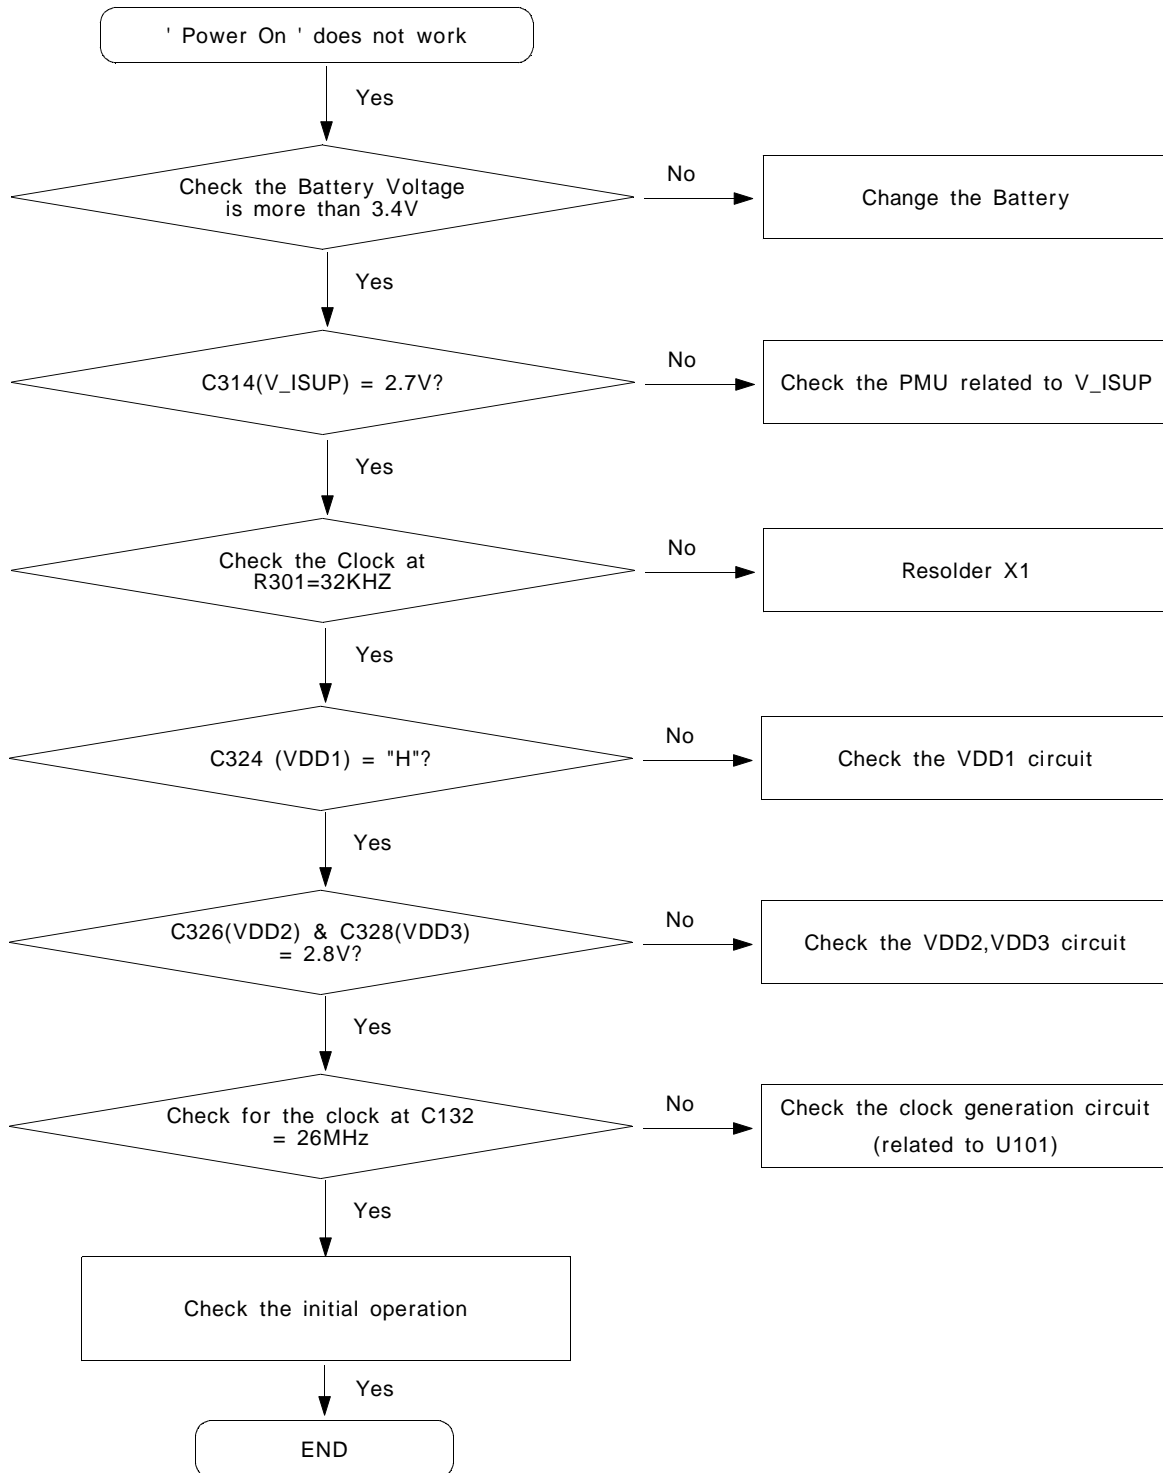 ' Power On ' does not work
Yes
Check the Battery Voltage
is more than 3.4V
No
Change the Battery
Yes
C314(V_ISUP) = 2.7V?
No
Check the PMU related to V_ISUP
Yes
Check the Clock at
R301=32KHZ
No
Resolder X1
Yes
C324 (VDD1) = "H"?
No
Check the VDD1 circuit
Yes
C326(VDD2) & C328(VDD3)
= 2.8V?
No
Check the VDD2,VDD3 circuit
Yes
Check for the clock at C132
= 26MHz
No
Check the clock generation circuit
(related to U101)
Yes
Check the initial operation
Yes
END